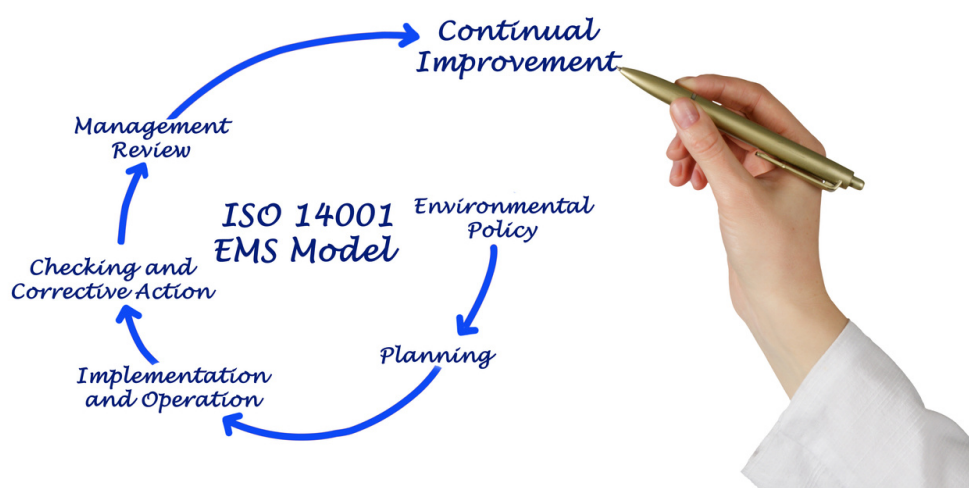 Continual
Improvement
Management
Review
ISO 14001
EMS Model
Environmental
Policy
Checking and
Corrective Action
Planning
Implementation
and Operation